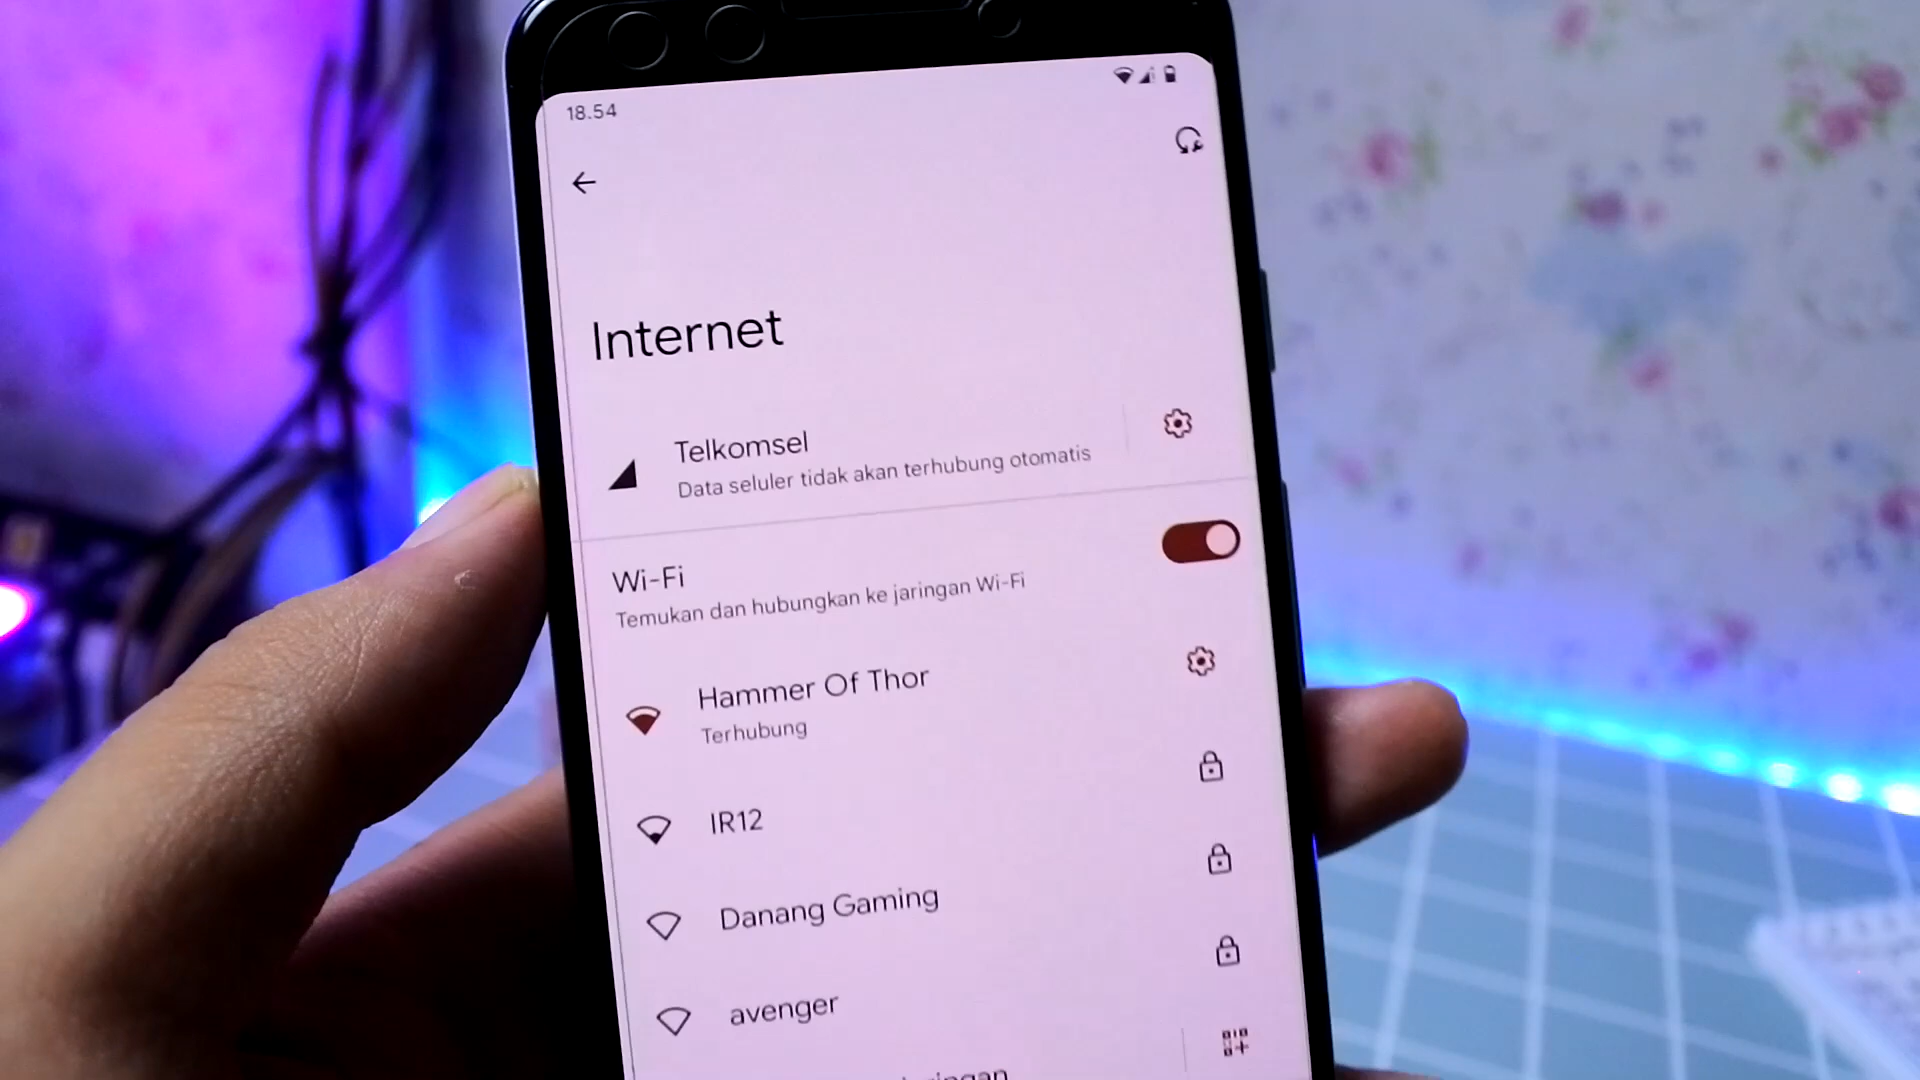 18.54
Internet
Telkomsel
Data seluler tidak akan terhubung otomatis
Wi-Fi
Temukan dan hubungkan ke jaringan Wi-Fi
Hammer Of Thor
Terhubung
IR12
Danang Gaming
avenger